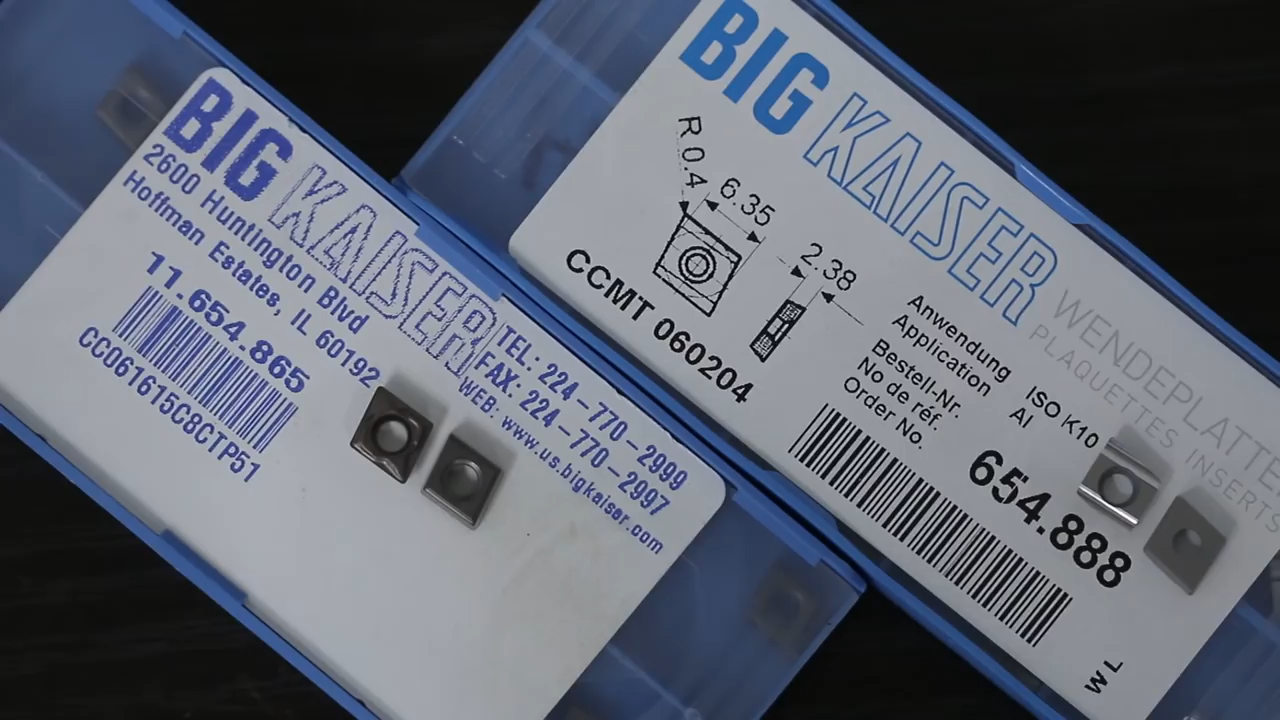 BIG KAISER
2600 Huntington Blvd
Hoffman Estates, IL 60192
TEL: 224-770-2999
FAX: 224-770-2997
WEB: www.us.bigkaiser.com
11.654.865
CC061615C8CTP51
BIG KAISER
WENDEPLATTE
PLAQUETTES INSERTS
R 0.4
6.35
2.38
CCMT 060204
Anwendung
Application
ISO K10
Al
Bestell-Nr.
No de réf.
Order No.
654.888
WL